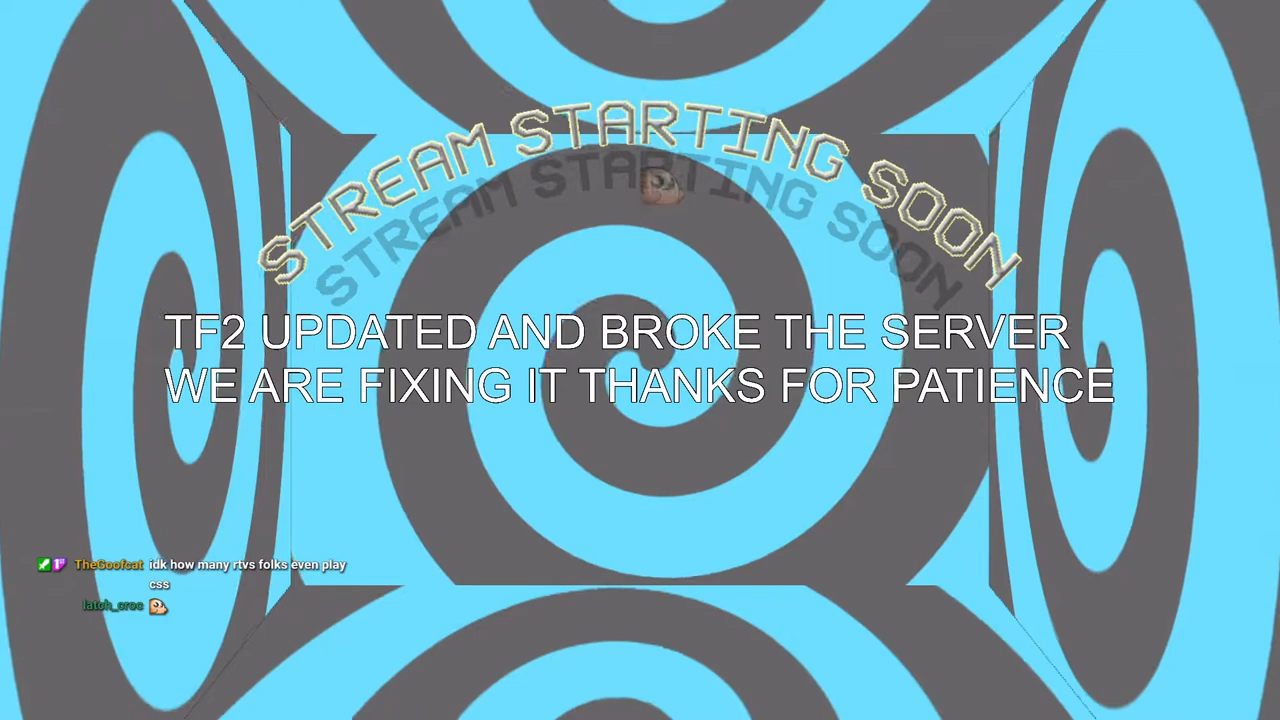 STREAM STARTING SOON
STREAM STARTING SOON
TF2 UPDATED AND BROKE THE SERVER
WE ARE FIXING IT THANKS FOR PATIENCE
TheGoofcat idk how many rtvs folks even play
css
latch_croc